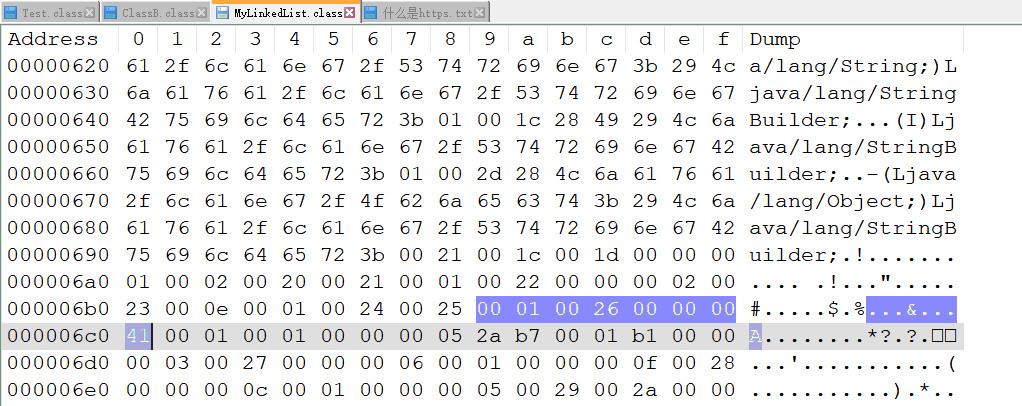 Test.class ClassB.class MyLinkedList.class 什么是https.txt
Address 0 1 2 3 4 5 6 7 8 9 a b c d e f Dump
00000620 61 2f 6c 61 6e 67 2f 53 74 72 69 6e 67 3b 29 4c a/lang/String;)L
00000630 6a 61 76 61 2f 6c 61 6e 67 2f 53 74 72 69 6e 67 java/lang/String
00000640 42 75 69 6c 64 65 72 3b 01 00 1c 28 49 29 4c 6a Builder;...(I)Lj
00000650 61 76 61 2f 6c 61 6e 67 2f 53 74 72 69 6e 67 42 ava/lang/StringB
00000660 75 69 6c 64 65 72 3b 01 00 2d 28 4c 6a 61 76 61 uilder;..-(Ljava
00000670 2f 6c 61 6e 67 2f 4f 62 6a 65 63 74 3b 29 4c 6a /lang/Object;)Lj
00000680 61 76 61 2f 6c 61 6e 67 2f 53 74 72 69 6e 67 42 ava/lang/StringB
00000690 75 69 6c 64 65 72 3b 00 21 00 1c 00 1d 00 00 00 uilder;.!.......
000006a0 01 00 02 00 20 00 21 00 01 00 22 00 00 00 02 00 .... .!...".....
000006b0 23 00 0e 00 01 00 24 00 25 00 01 00 26 00 00 00 #.....$.%...&...
000006c0 41 00 01 00 01 00 00 00 05 2a b7 00 01 b1 00 00 A........*?.?.□□
000006d0 00 03 00 27 00 00 00 06 00 01 00 00 00 0f 00 28 ...'...........(
000006e0 00 00 00 0c 00 01 00 00 00 05 00 29 00 2a 00 00 ...........).*..